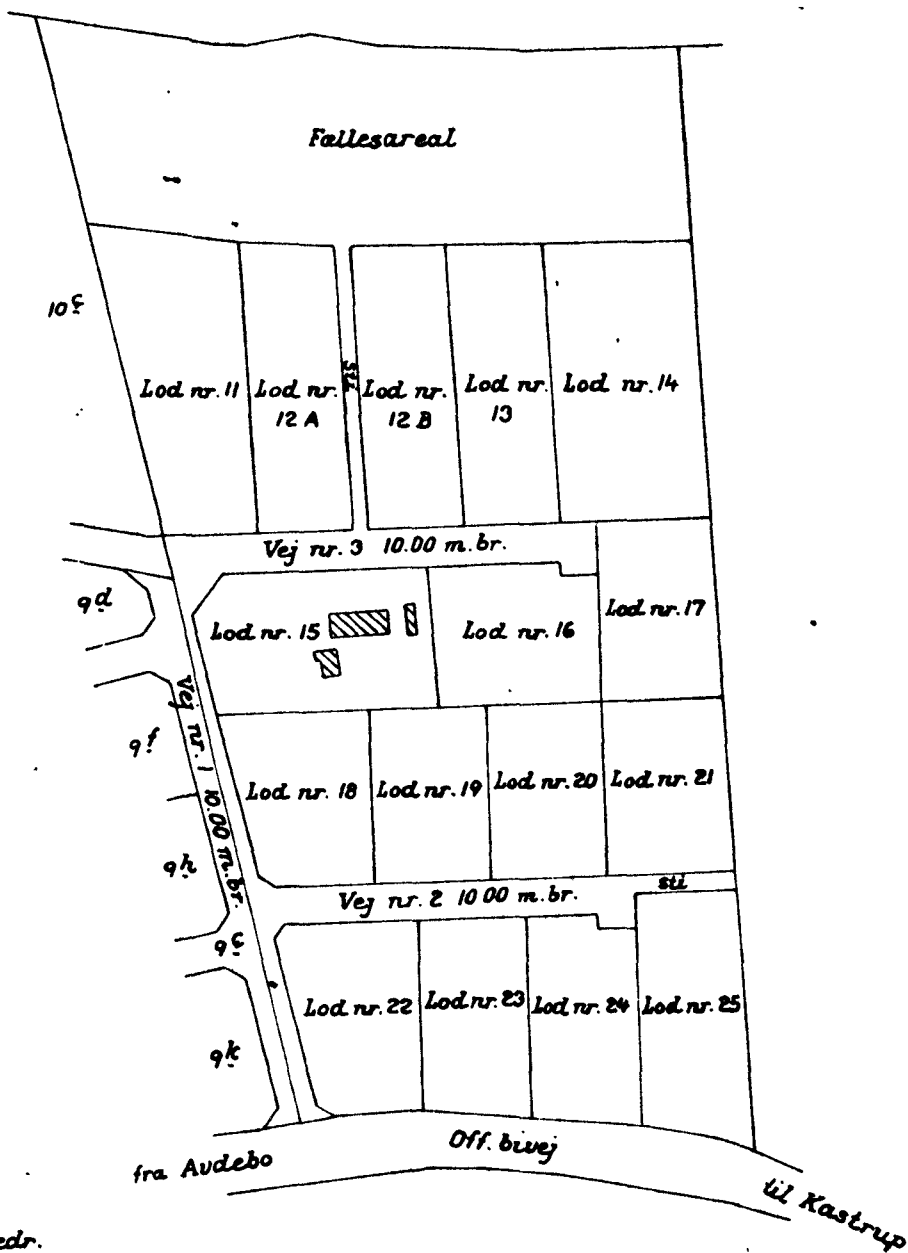 Fællesareal
10c
Lod nr. 11
Lod nr.
12 A
sti
Lod nr.
12 B
Lod nr.
13
Lod nr. 14
Vej nr. 3 10.00 m. br.
9d
Lod nr. 15
Lod nr. 16
Lod nr. 17
Vej nr. 1 10.00 m. br.
9f
Lod nr. 18
Lod nr. 19
Lod nr. 20
Lod nr. 21
9h
Vej nr. 2 10 00 m. br.
sti
9c
Lod nr. 22
Lod nr. 23
Lod nr. 24
Lod nr. 25
9k
Off. bivej
fra Avdebo
til Kastrup
edr.